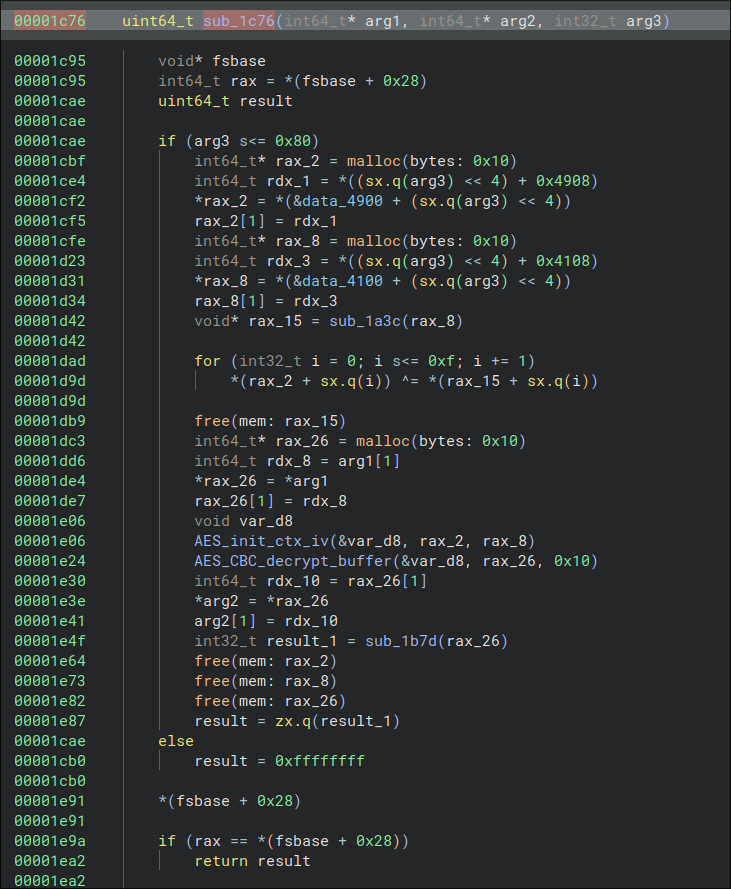 00001c76 uint64_t sub_1c76(int64_t* arg1, int64_t* arg2, int32_t arg3)
00001c95 void* fsbase
00001c95 int64_t rax = *(fsbase + 0x28)
00001cae uint64_t result
00001cae
00001cae if (arg3 s<= 0x80)
00001cbf int64_t* rax_2 = malloc(bytes: 0x10)
00001ce4 int64_t rdx_1 = *((sx.q(arg3) << 4) + 0x4908)
00001cf2 *rax_2 = *(&data_4900 + (sx.q(arg3) << 4))
00001cf5 rax_2[1] = rdx_1
00001cfe int64_t* rax_8 = malloc(bytes: 0x10)
00001d23 int64_t rdx_3 = *((sx.q(arg3) << 4) + 0x4108)
00001d31 *rax_8 = *(&data_4100 + (sx.q(arg3) << 4))
00001d34 rax_8[1] = rdx_3
00001d42 void* rax_15 = sub_1a3c(rax_8)
00001d42
00001dad for (int32_t i = 0; i s<= 0xf; i += 1)
00001d9d *(rax_2 + sx.q(i)) ^= *(rax_15 + sx.q(i))
00001d9d
00001db9 free(mem: rax_15)
00001dc3 int64_t* rax_26 = malloc(bytes: 0x10)
00001dd6 int64_t rdx_8 = arg1[1]
00001de4 *rax_26 = *arg1
00001de7 rax_26[1] = rdx_8
00001e06 void var_d8
00001e06 AES_init_ctx_iv(&var_d8, rax_2, rax_8)
00001e24 AES_CBC_decrypt_buffer(&var_d8, rax_26, 0x10)
00001e30 int64_t rdx_10 = rax_26[1]
00001e3e *arg2 = *rax_26
00001e41 arg2[1] = rdx_10
00001e4f int32_t result_1 = sub_1b7d(rax_26)
00001e64 free(mem: rax_2)
00001e73 free(mem: rax_8)
00001e82 free(mem: rax_26)
00001e87 result = zx.q(result_1)
00001cae else
00001cb0 result = 0xffffffff
00001cb0
00001e91 *(fsbase + 0x28)
00001e91
00001e9a if (rax == *(fsbase + 0x28))
00001ea2 return result
00001ea2